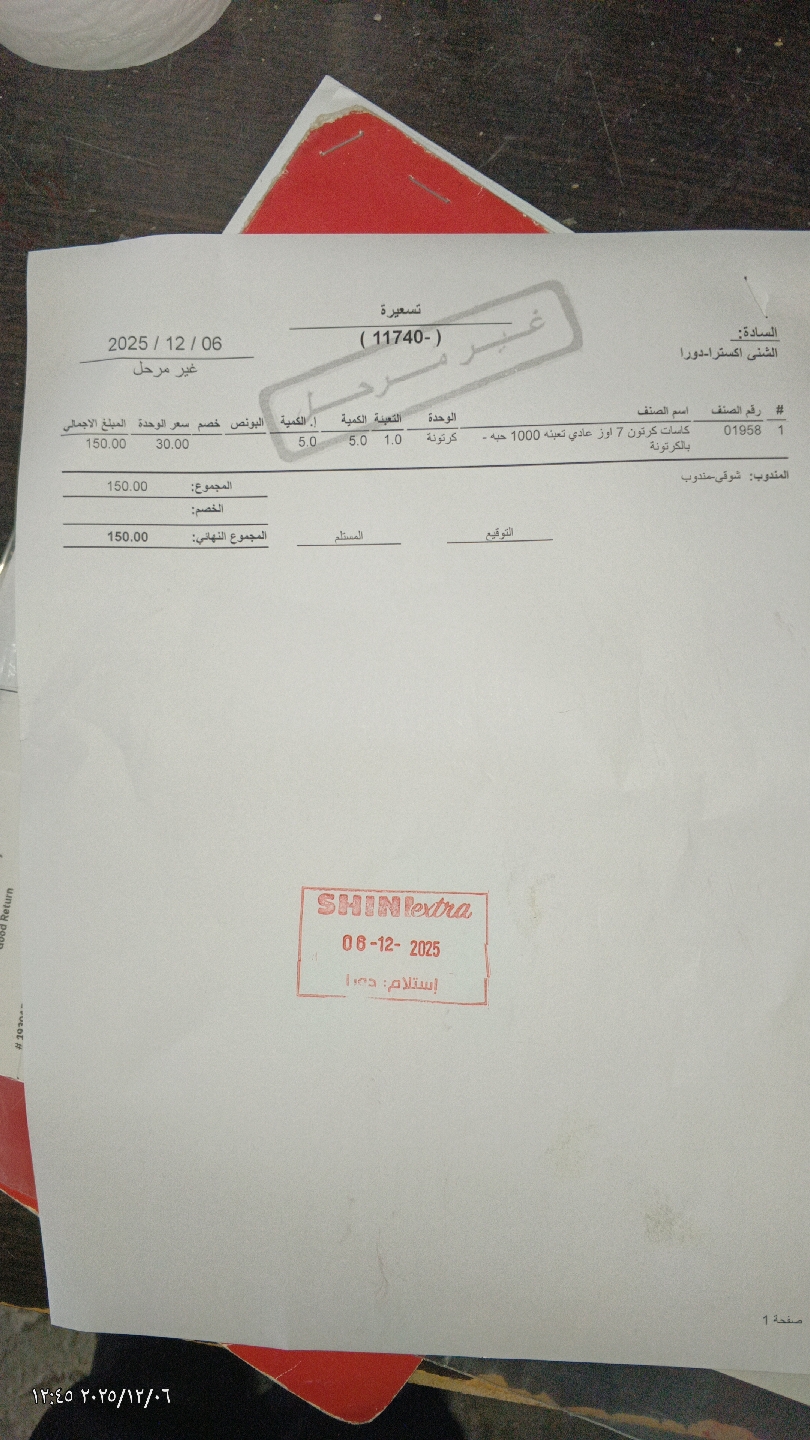 تسعيرة
( 11740- )
2025 / 12 / 06
غير مرحل
السادة:
الشني اكسترا-دورا
غير مرحل
# رقم الصنف اسم الصنف الوحدة التعبئة الكمية إ. الكمية البونص خصم سعر الوحدة المبلغ الاجمالي
1 01958 كاسات كرتون 7 اوز عادي تعبئه 1000 حبه - كرتونة 1.0 5.0 5.0 30.00 150.00
بالكرتونة
المندوب: شوقي-مندوب
المجموع: 150.00
الخصم:
المجموع النهائي: 150.00
التوقيع المستلم
SHINI extra
06-12- 2025
إستلام: دورا
Good Return
صفحة 1
٢٠٢٥/١٢/٠٦ ١٢:٤٥